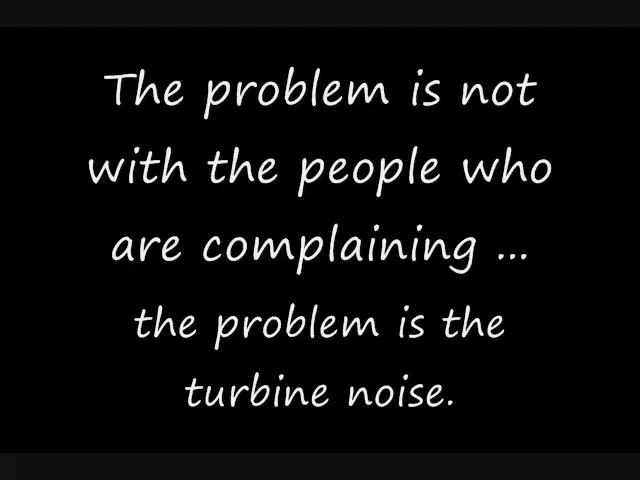 The problem is not
with the people who
are complaining ...
the problem is the
turbine noise.